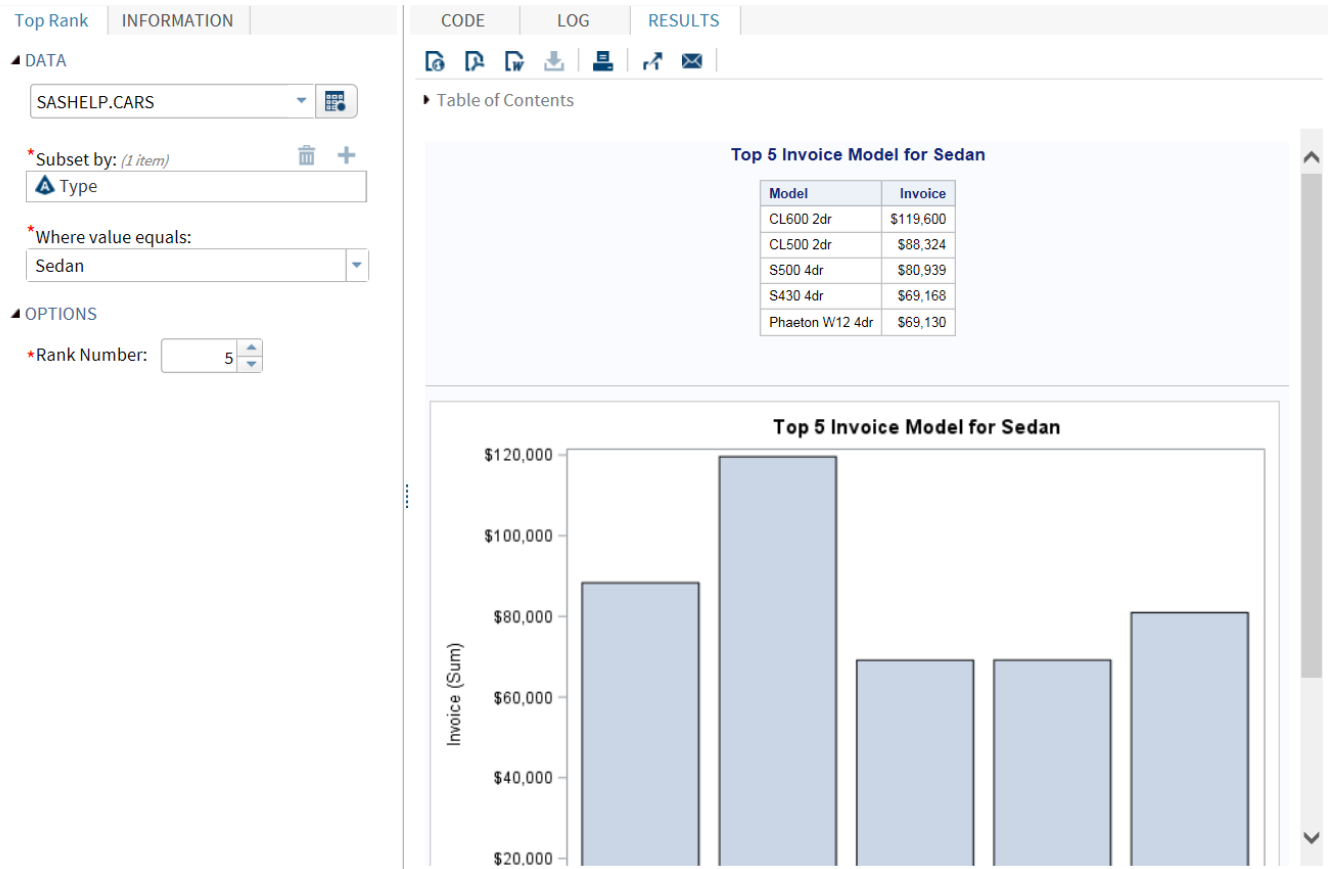 Top Rank INFORMATION
DATA
SASHELP.CARS
*Subset by: (1 item)
Type
*Where value equals:
Sedan
OPTIONS
*Rank Number: 5
CODE LOG RESULTS
Table of Contents
Top 5 Invoice Model for Sedan
Model Invoice
CL600 2dr $119,600
CL500 2dr $88,324
S500 4dr $80,939
S430 4dr $69,168
Phaeton W12 4dr $69,130
Top 5 Invoice Model for Sedan
$120,000
$100,000
$80,000
$60,000
$40,000
$20,000
Invoice (Sum)